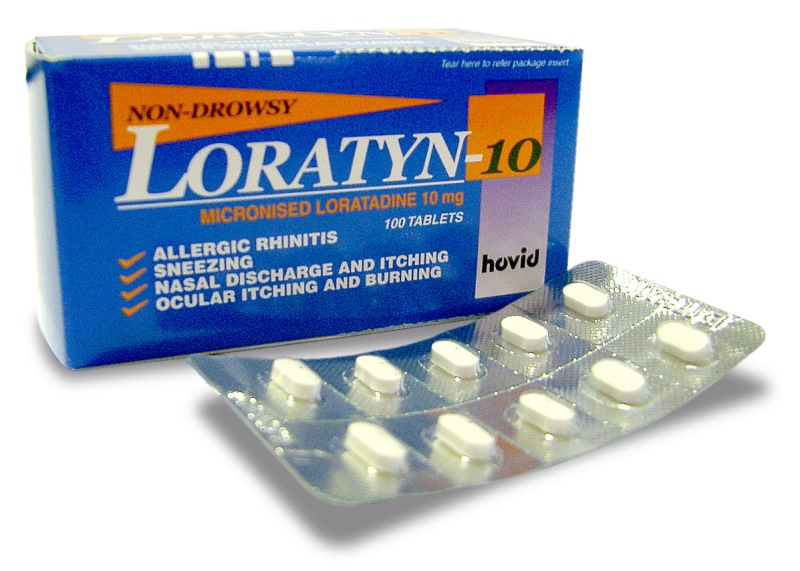 Tear here to refer package insert
NON-DROWSY
LORATYN-10
MICRONISED LORATADINE 10 mg
100 TABLETS
ALLERGIC RHINITIS
SNEEZING
NASAL DISCHARGE AND ITCHING
OCULAR ITCHING AND BURNING
hovid